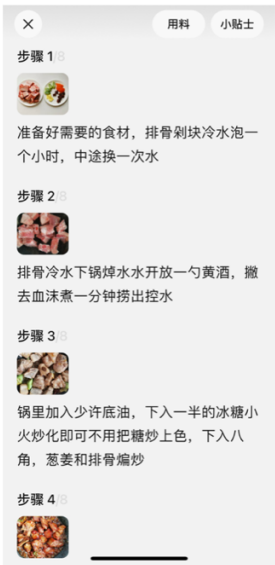 用料
小贴士
步骤 1/8
准备好需要的食材，排骨剁块冷水泡一
个小时，中途换一次水
步骤 2/8
排骨冷水下锅焯水水开放一勺黄酒，撇
去血沫煮一分钟捞出控水
步骤 3/8
锅里加入少许底油，下入一半的冰糖小
火炒化即可不用把糖炒上色，下入八
角，葱姜和排骨煸炒
步骤 4/8